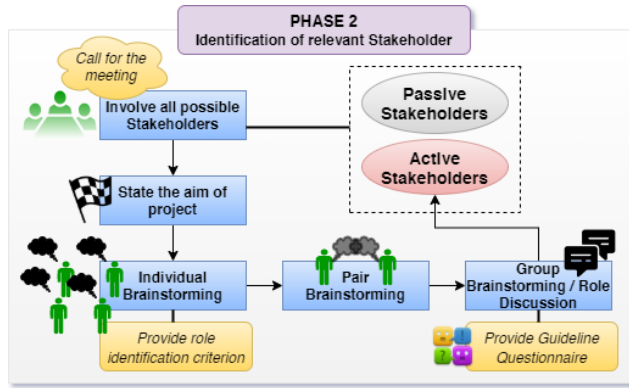 PHASE 2
Identification of relevant Stakeholder
Call for the
meeting
Involve all possible
Stakeholders
Passive
Stakeholders
Active
Stakeholders
State the aim of
project
Individual
Brainstorming
Pair
Brainstorming
Group
Brainstorming / Role
Discussion
Provide role
identification criterion
Provide Guideline
Questionnaire